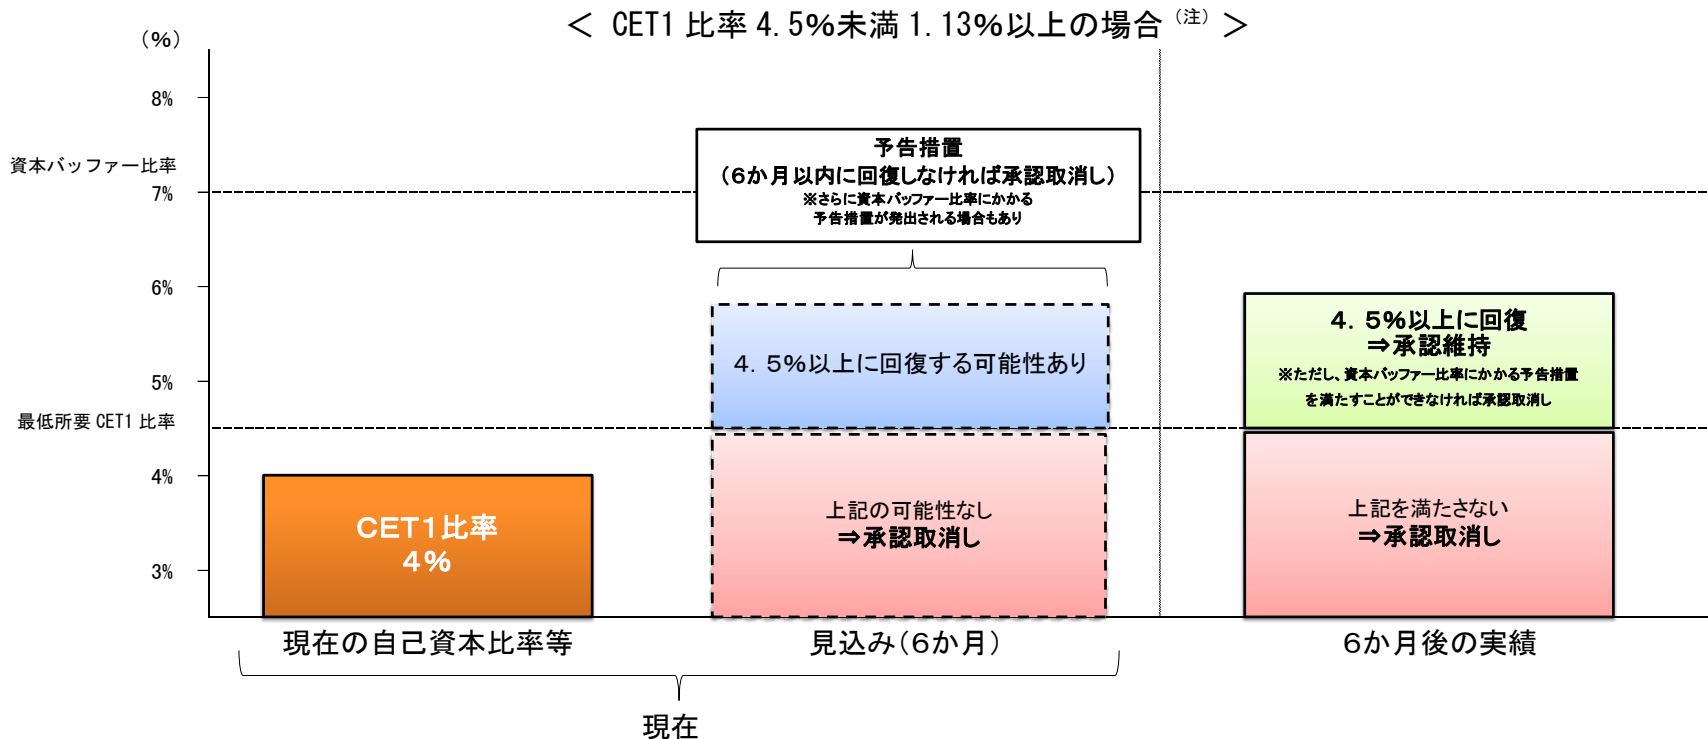 ＜ CET1 比率 4.5%未満 1.13%以上の場合（注）＞
（%）
8%
資本バッファー比率
7%
6%
5%
最低所要 CET1 比率
4%
3%
予告措置
（６か月以内に回復しなければ承認取消し）
※さらに資本バッファー比率にかかる
予告措置が発出される場合もあり
４．５%以上に回復する可能性あり
４．５%以上に回復
⇒承認維持
※ただし、資本バッファー比率にかかる予告措置
を満たすことができなければ承認取消し
CET1比率
４%
上記の可能性なし
⇒承認取消し
上記を満たさない
⇒承認取消し
現在の自己資本比率等
見込み（６か月）
６か月後の実績
現在